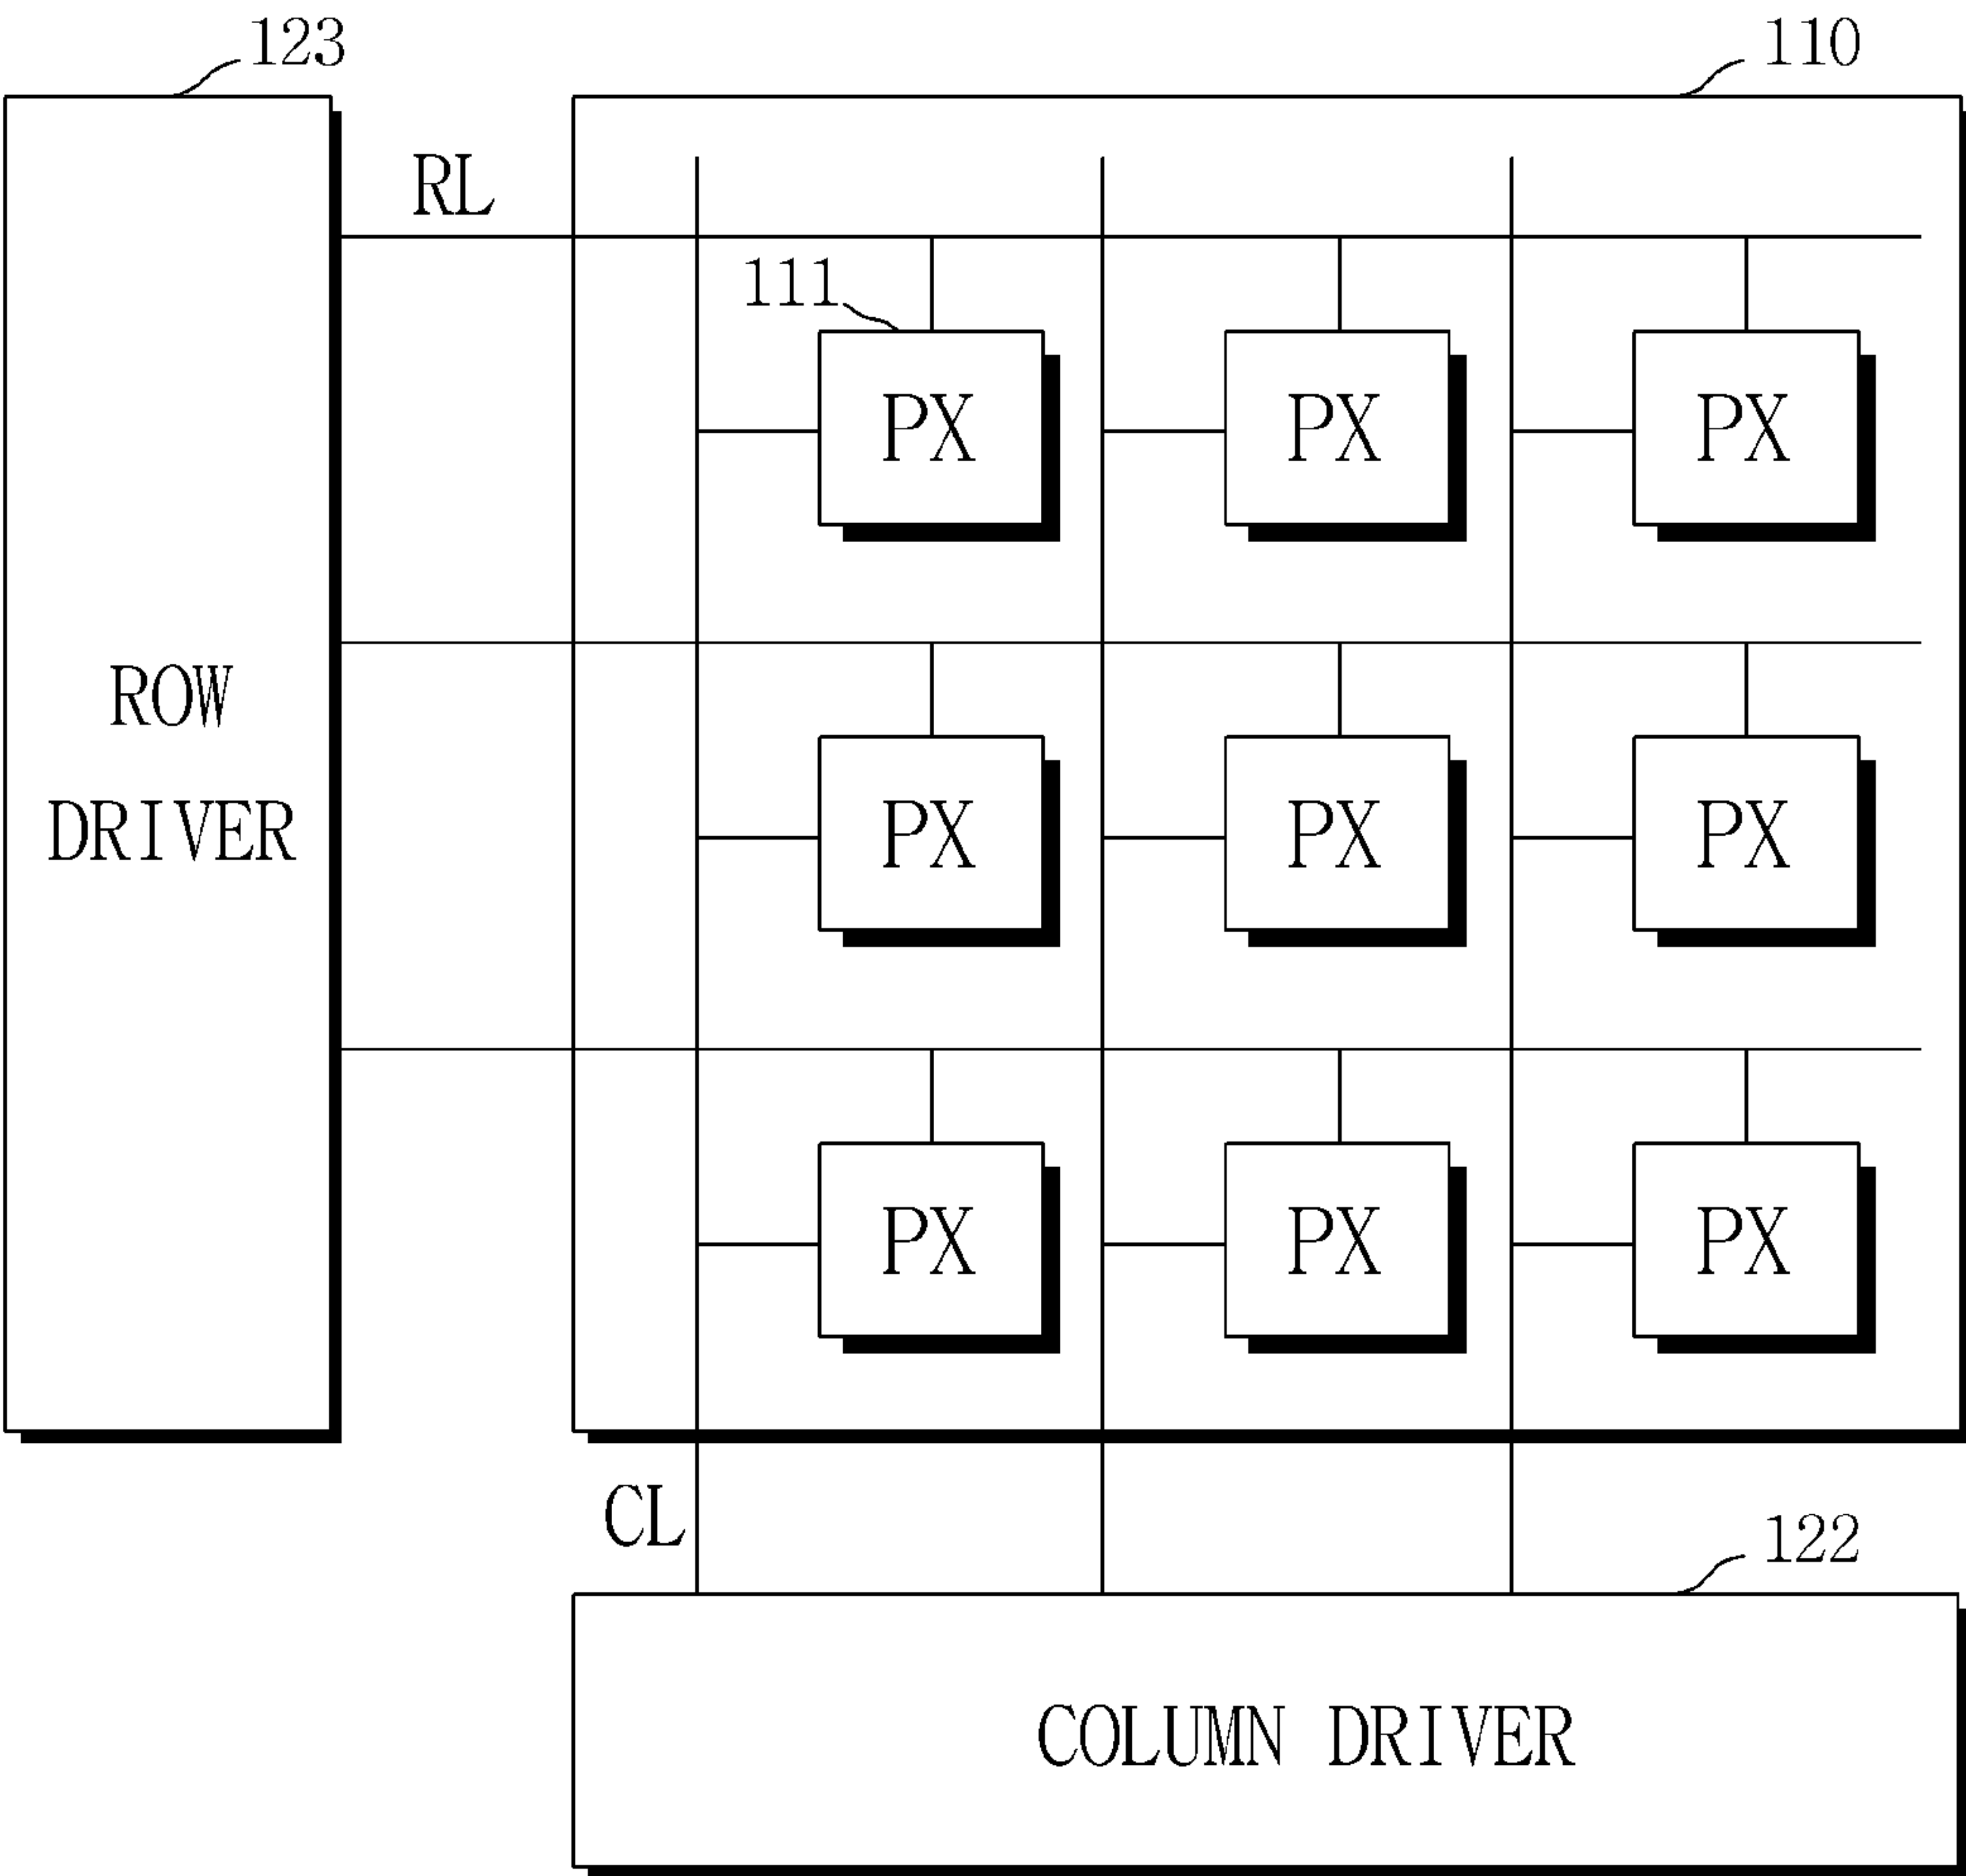 123
110
RL
111
PX PX PX
ROW
DRIVER
PX PX PX
PX PX PX
CL
122
COLUMN DRIVER